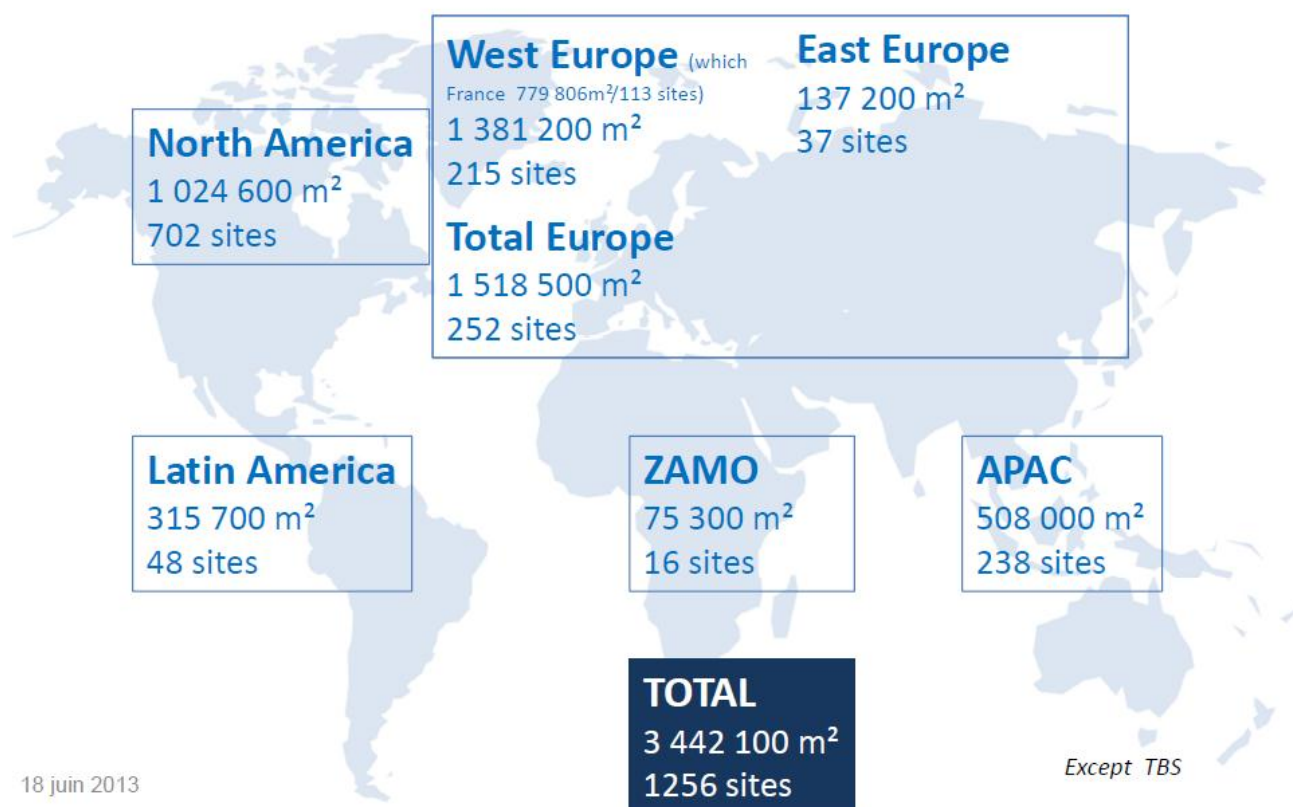 West Europe (which
France 779 806m²/113 sites)
1 381 200 m²
215 sites
East Europe
137 200 m²
37 sites
Total Europe
1 518 500 m²
252 sites
North America
1 024 600 m²
702 sites
Latin America
315 700 m²
48 sites
ZAMO
75 300 m²
16 sites
APAC
508 000 m²
238 sites
TOTAL
3 442 100 m²
1256 sites
Except TBS
18 juin 2013